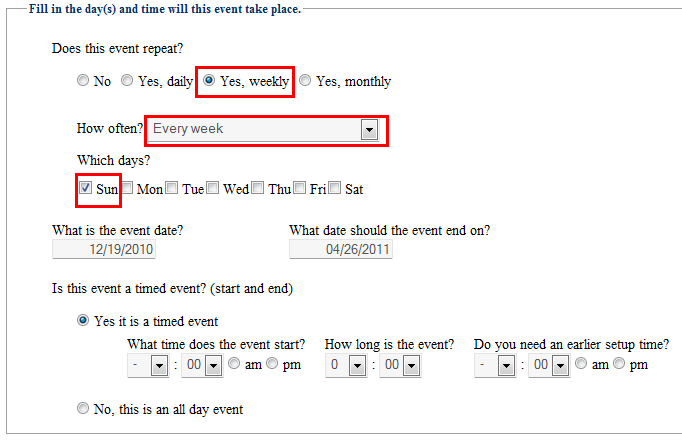 Fill in the day(s) and time will this event take place.
Does this event repeat?
No Yes, daily Yes, weekly Yes, monthly
How often? Every week
Which days?
Sun Mon Tue Wed Thu Fri Sat
What is the event date? What date should the event end on?
12/19/2010 04/26/2011
Is this event a timed event? (start and end)
Yes it is a timed event
What time does the event start? How long is the event? Do you need an earlier setup time?
- : 00 am pm 0 : 00 - : 00 am pm
No, this is an all day event